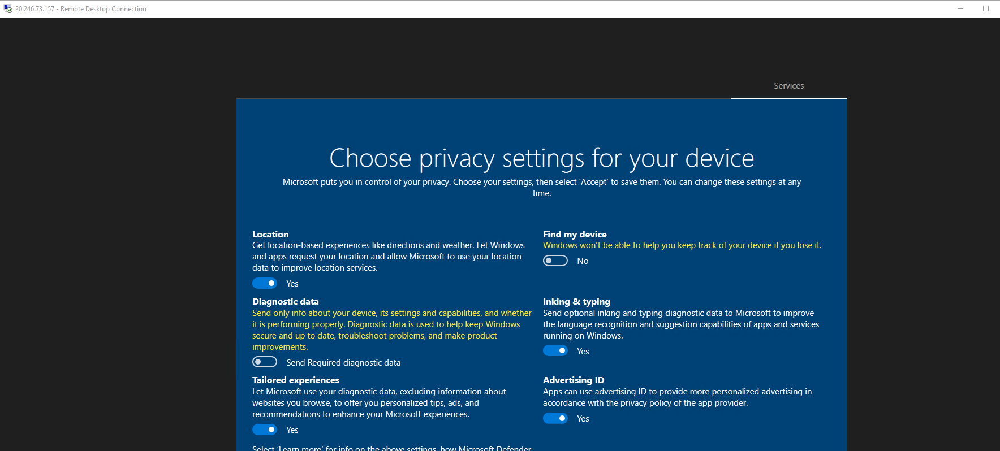 20.246.73.157 - Remote Desktop Connection
Services
Choose privacy settings for your device
Microsoft puts you in control of your privacy. Choose your settings, then select ‘Accept’ to save them. You can change these settings at any
time.
Location
Get location-based experiences like directions and weather. Let Windows
and apps request your location and allow Microsoft to use your location
data to improve location services.
Yes
Find my device
Windows won’t be able to help you keep track of your device if you lose it.
No
Diagnostic data
Send only info about your device, its settings and capabilities, and whether
it is performing properly. Diagnostic data is used to help keep Windows
secure and up to date, troubleshoot problems, and make product
improvements.
Send Required diagnostic data
Inking & typing
Send optional inking and typing diagnostic data to Microsoft to improve
the language recognition and suggestion capabilities of apps and services
running on Windows.
Yes
Tailored experiences
Let Microsoft use your diagnostic data, excluding information about
websites you browse, to offer you personalized tips, ads, and
recommendations to enhance your Microsoft experiences.
Yes
Advertising ID
Apps can use advertising ID to provide more personalized advertising in
accordance with the privacy policy of the app provider.
Yes
Select ‘Learn more’ for info on the above settings, how Microsoft Defender